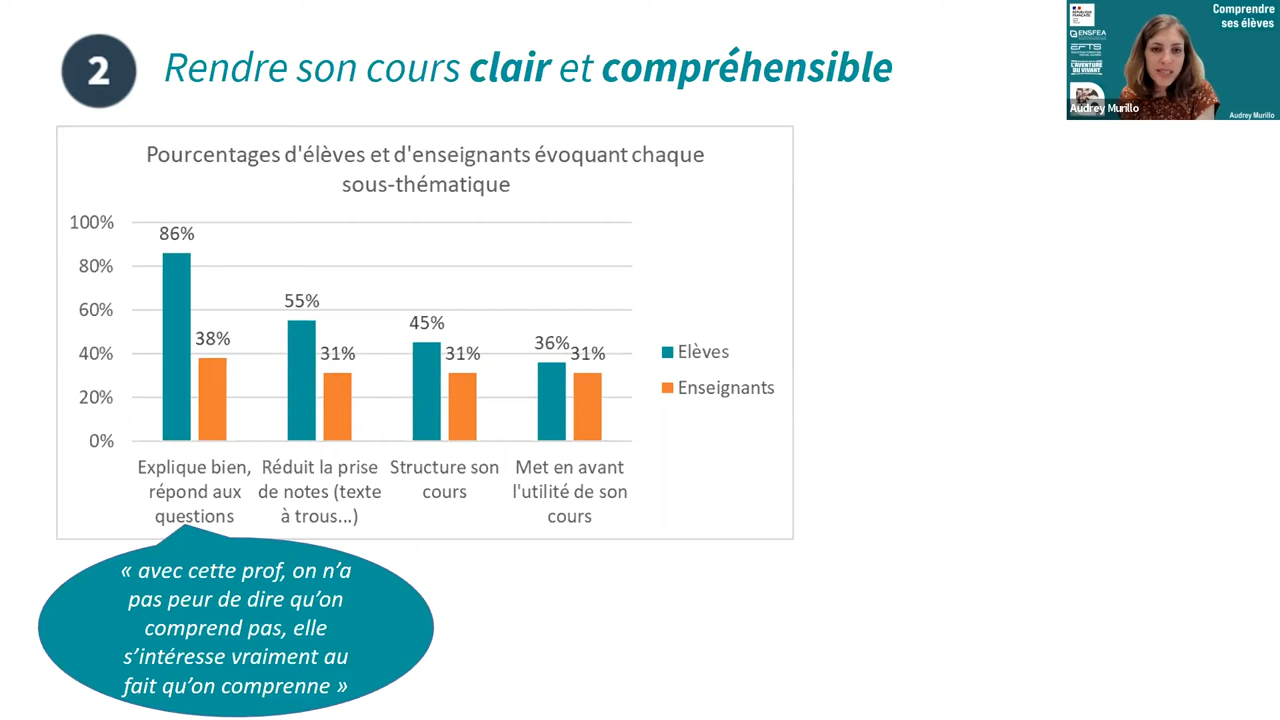 2
Rendre son cours clair et compréhensible
Pourcentages d'élèves et d'enseignants évoquant chaque
sous-thématique
100%
80%
60%
40%
20%
0%
86%
38%
55%
31%
45%
31%
36%
31%
Explique bien,
répond aux
questions
Réduit la prise
de notes (texte
à trous...)
Structure son
cours
Met en avant
l'utilité de son
cours
Elèves
Enseignants
« avec cette prof, on n'a
pas peur de dire qu'on
comprend pas, elle
s'intéresse vraiment au
fait qu'on comprenne »
Comprendre
ses élèves
RÉPUBLIQUE
FRANÇAISE
ENSFEA
EFTS
L'AVENTURE
DU VIVANT
Audrey Murillo
Audrey Murillo